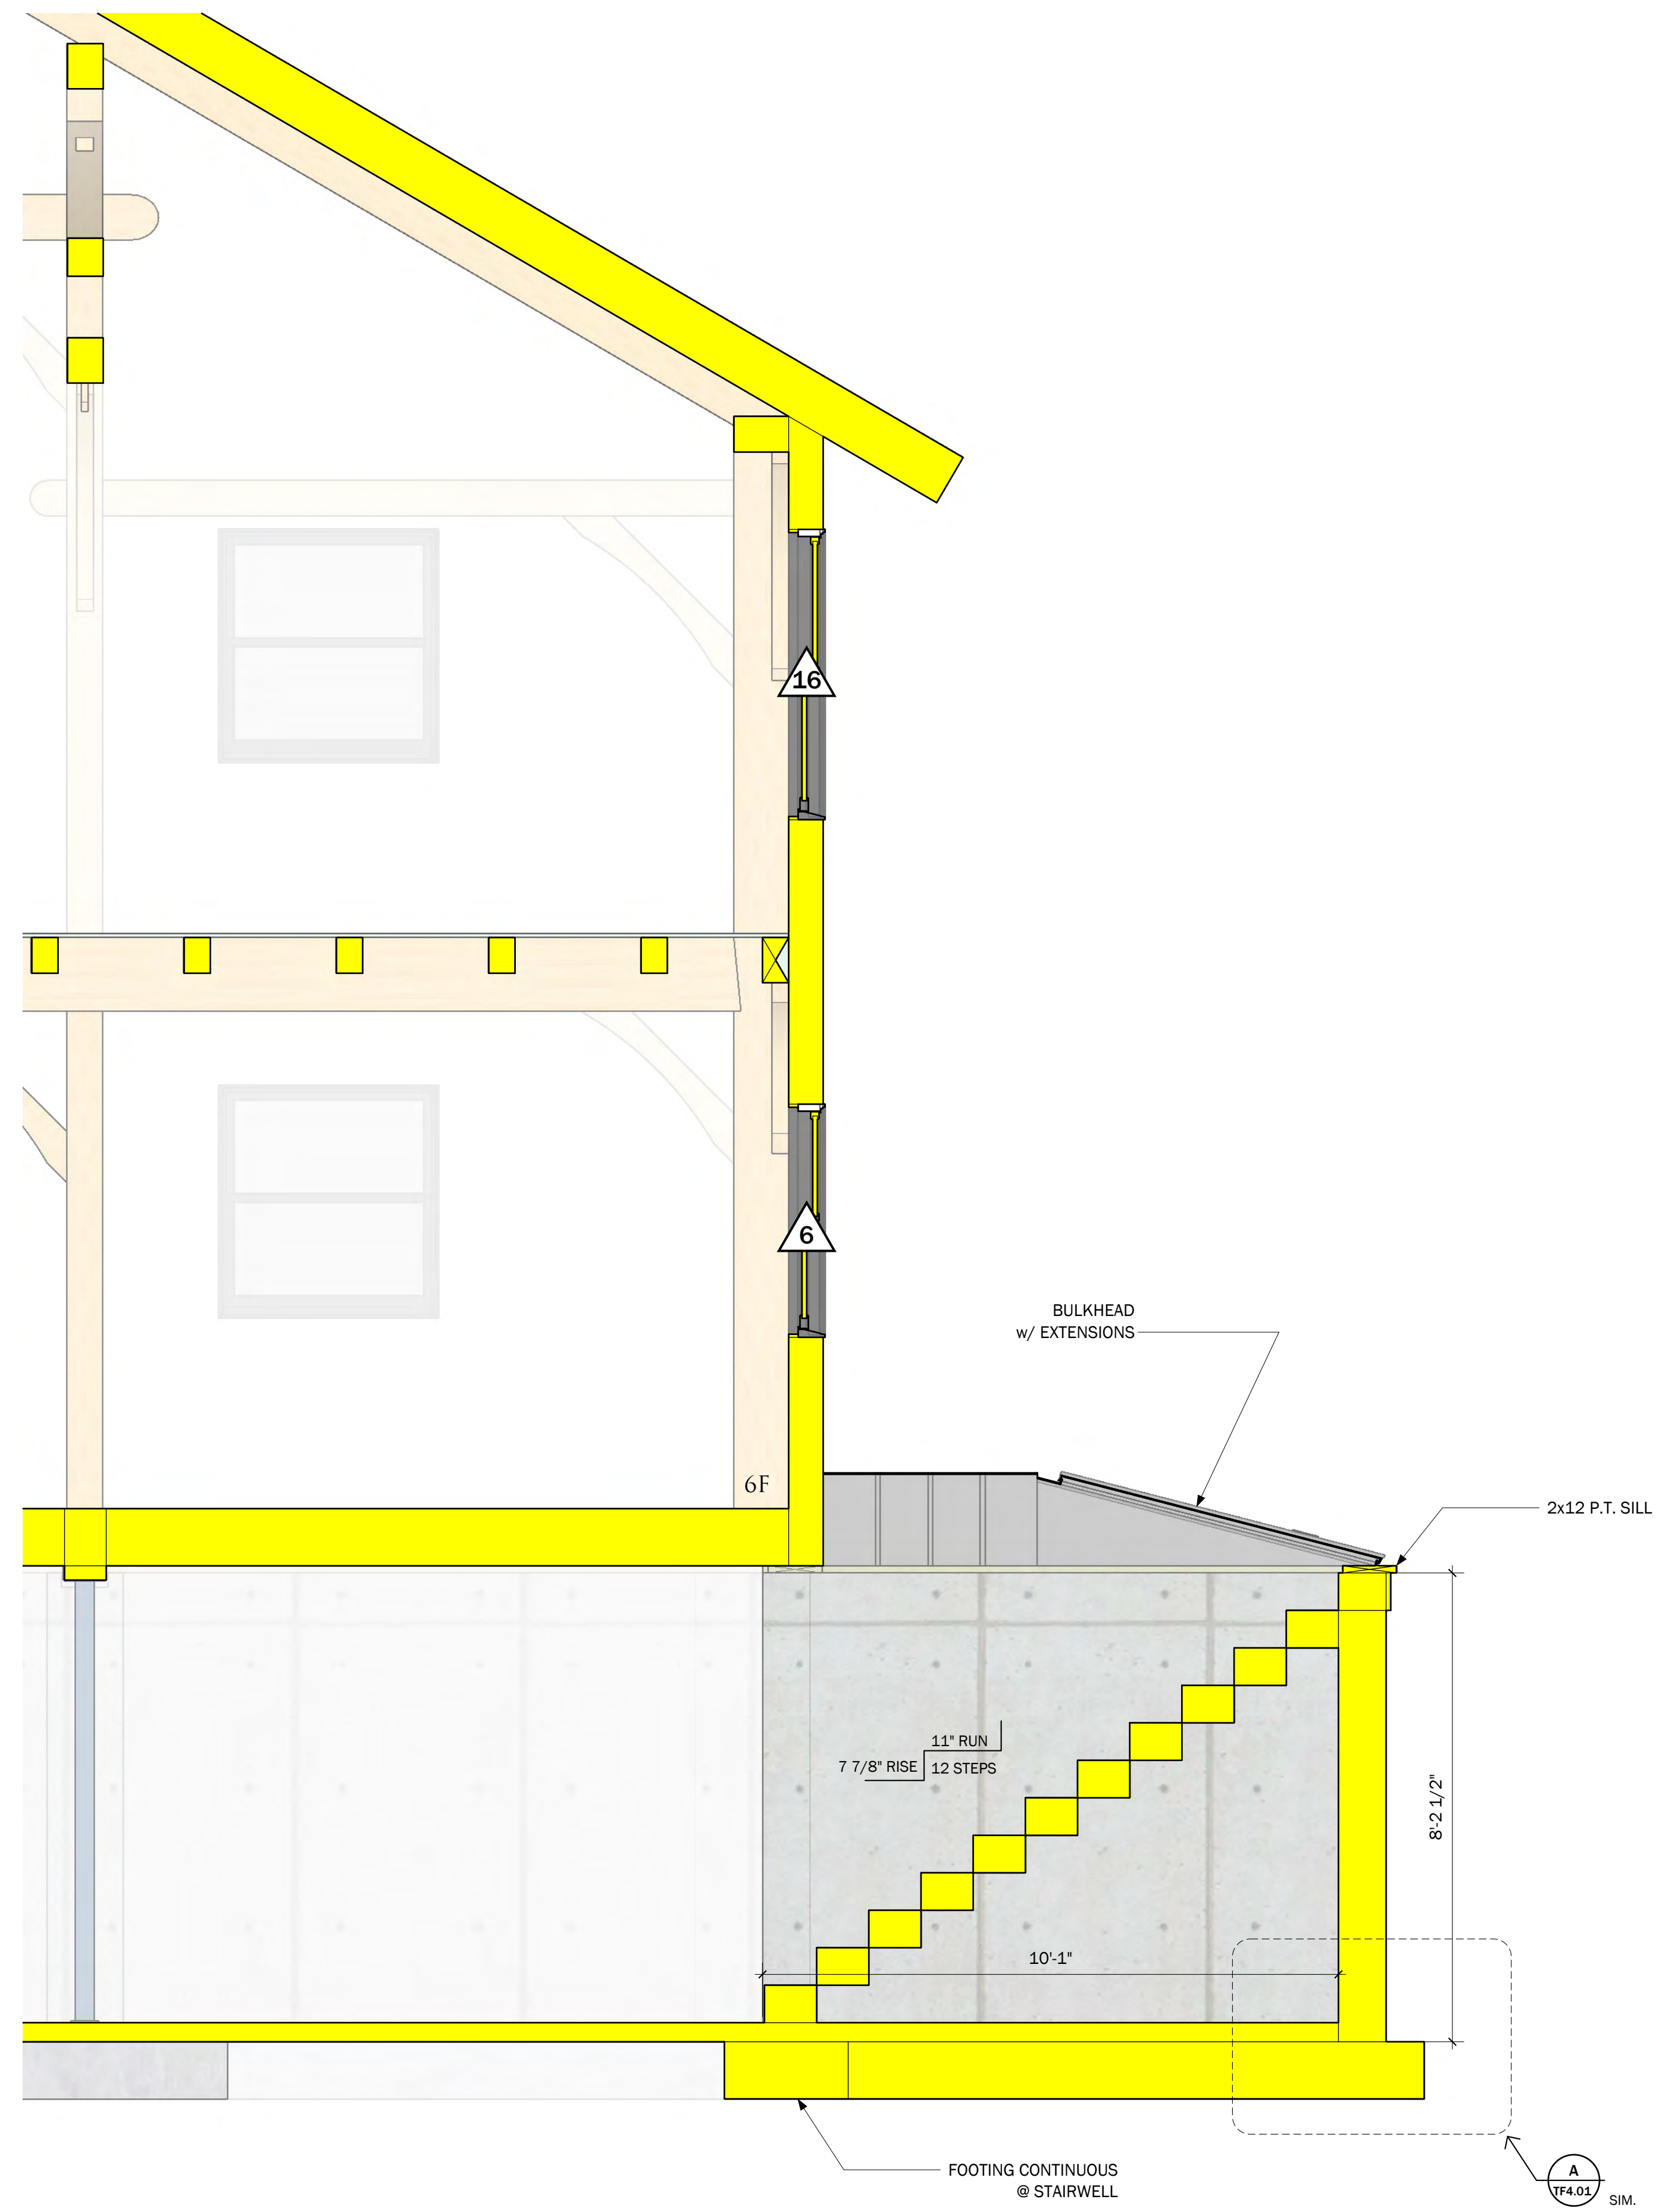 16
6
BULKHEAD
w/ EXTENSIONS
6F
2x12 P.T. SILL
11" RUN
7 7/8" RISE
12 STEPS
8'-2 1/2"
10'-1"
FOOTING CONTINUOUS
@ STAIRWELL
A
TF4.01
SIM.